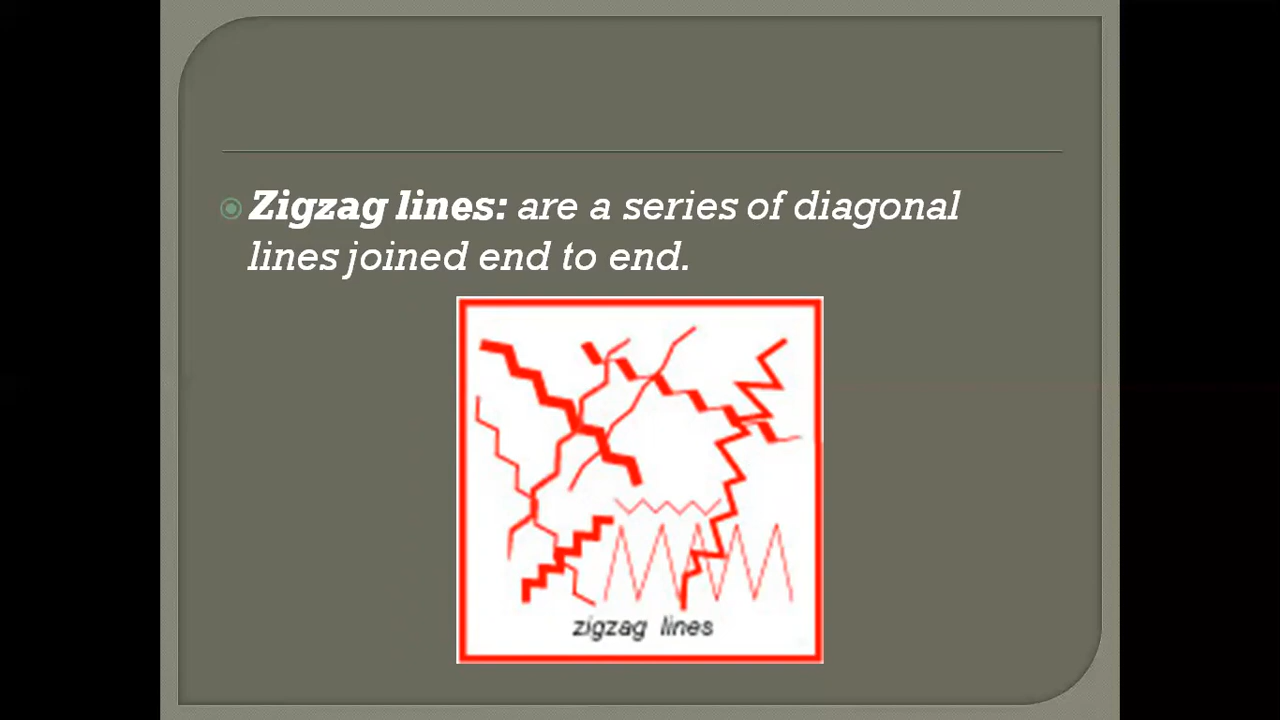 Zigzag lines: are a series of diagonal
lines joined end to end.
zigzag lines